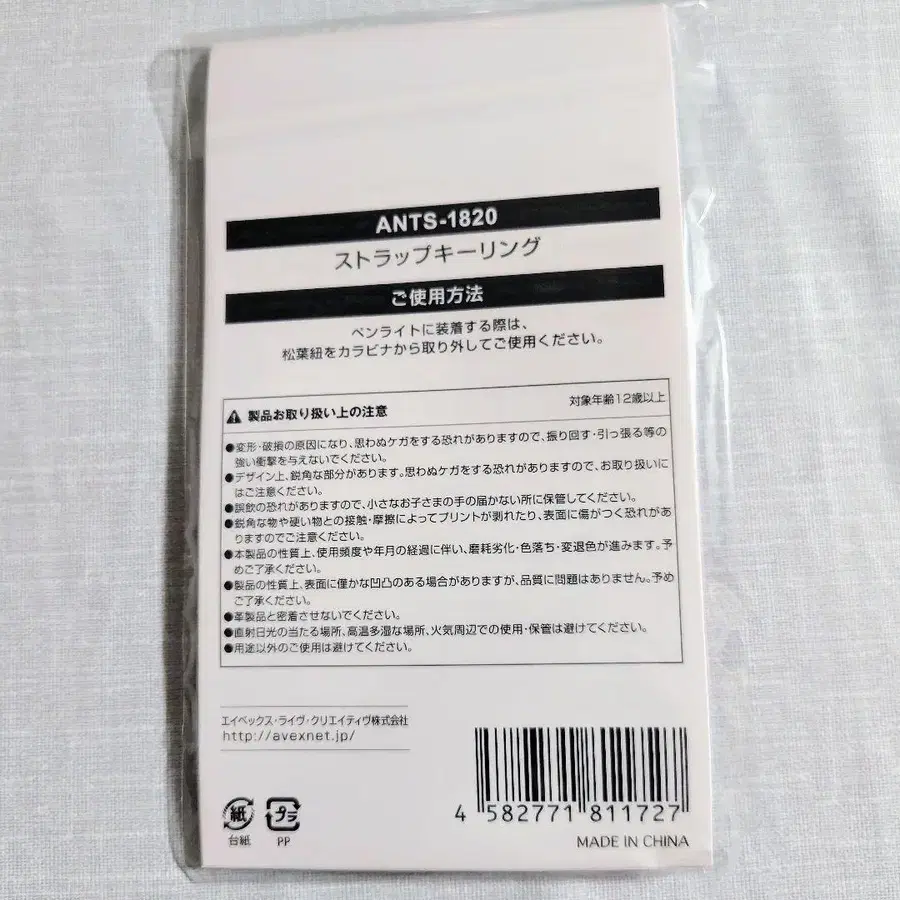 ANTS-1820
ストラップキーリング
ご使用方法
ペンライトに装着する際は、
松葉紐をカラビナから取り外してご使用ください。
製品お取り扱い上の注意 対象年齢12歳以上
●変形・破損の原因になり、思わぬケガをする恐れがありますので、振り回す・引っ張る等の
強い衝撃を与えないでください。
●デザイン上、鋭角な部分があります。思わぬケガをする恐れがありますので、お取り扱いに
はご注意ください。
●誤飲の恐れがありますので、小さなお子さまの手の届かない所に保管してください。
●鋭角な物や硬い物との接触・摩擦によってプリントが剥れたり、表面に傷がつく恐れがあ
りますのでご注意ください。
●本製品の性質上、使用頻度や年月の経過に伴い、磨耗劣化・色落ち・変退色が進みます。予
めご了承ください。
●製品の性質上、表面に僅かな凹凸のある場合がありますが、品質に問題はありません。予め
ご了承ください。
●革製品と密着させないでください。
●直射日光の当たる場所、高温多湿な場所、火気周辺での使用・保管は避けてください。
●用途以外のご使用は避けてください。
エイベックス・ライヴ・クリエイティヴ株式会社
http://avexnet.jp/
紙 プラ
台紙 PP
4 582771 811727
MADE IN CHINA